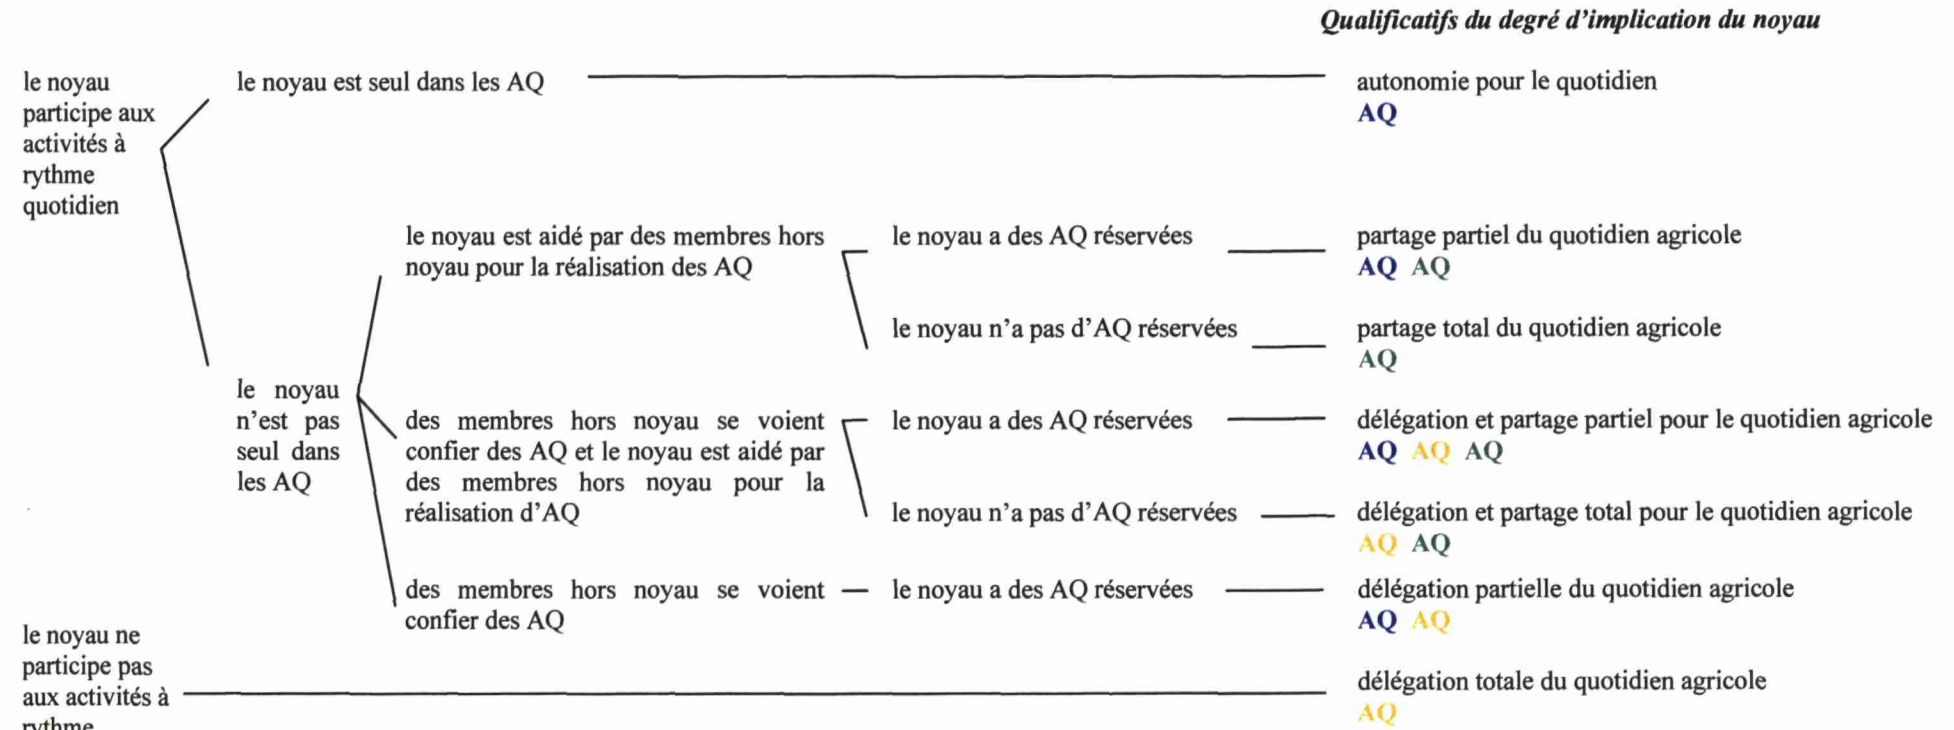 Qualificatifs du degré d'implication du noyau
le noyau
participe aux
activités à
rythme
quotidien
le noyau est seul dans les AQ
autonomie pour le quotidien
AQ
le noyau est aidé par des membres hors
noyau pour la réalisation des AQ
le noyau a des AQ réservées
partage partiel du quotidien agricole
AQ AQ
le noyau n'a pas d'AQ réservées
partage total du quotidien agricole
AQ
le noyau
n'est pas
seul dans
les AQ
des membres hors noyau se voient
confier des AQ et le noyau est aidé par
des membres hors noyau pour la
réalisation d'AQ
le noyau a des AQ réservées
délégation et partage partiel pour le quotidien agricole
AQ AQ AQ
le noyau n'a pas d'AQ réservées
délégation et partage total pour le quotidien agricole
AQ AQ
des membres hors noyau se voient
confier des AQ
le noyau a des AQ réservées
délégation partielle du quotidien agricole
AQ AQ
le noyau ne
participe pas
aux activités à
rythme
délégation totale du quotidien agricole
AQ